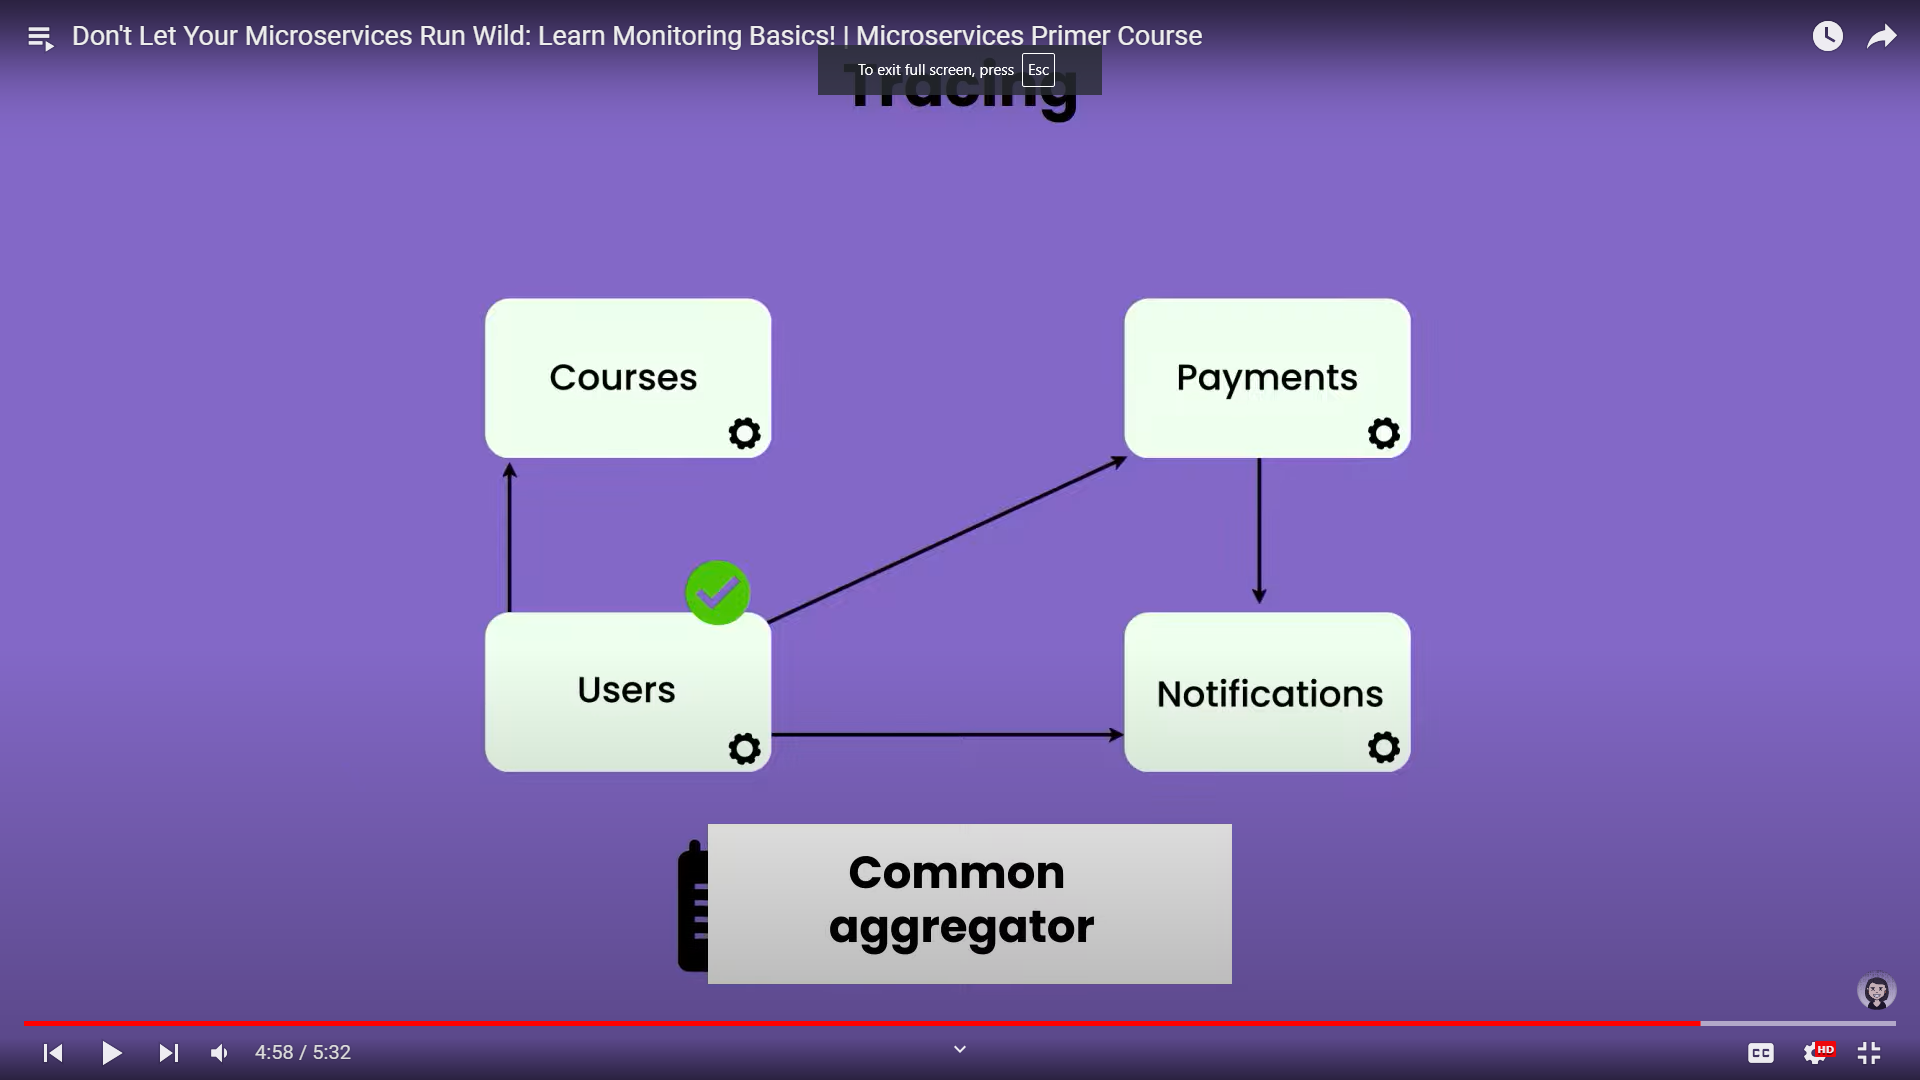 Don't Let Your Microservices Run Wild: Learn Monitoring Basics! | Microservices Primer Course
To exit full screen, press Esc
Tracing
Courses
Payments
Users
Notifications
Common
aggregator
4:58 / 5:32
CC
HD